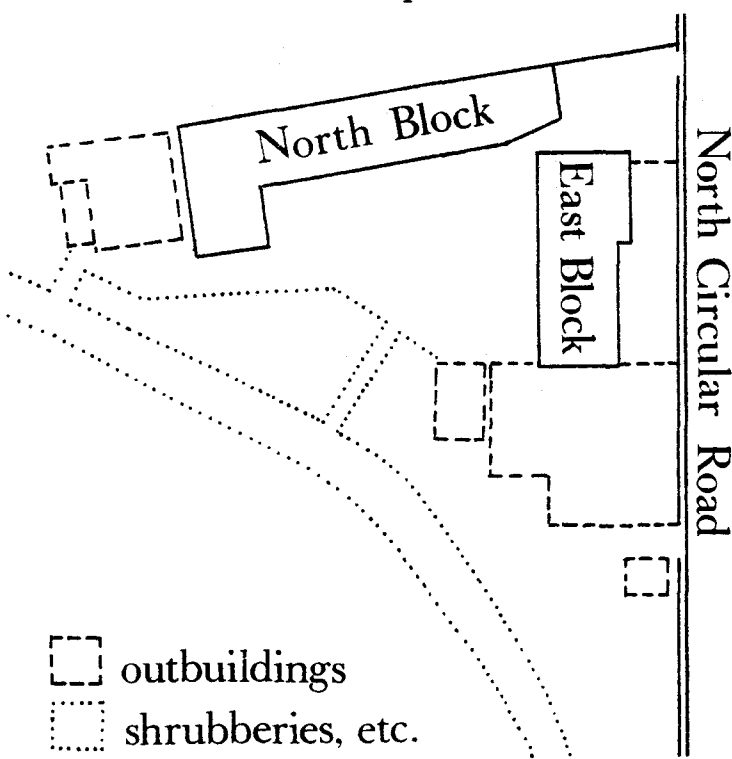 North Block
East Block
North Circular Road
outbuildings
shrubberies, etc.